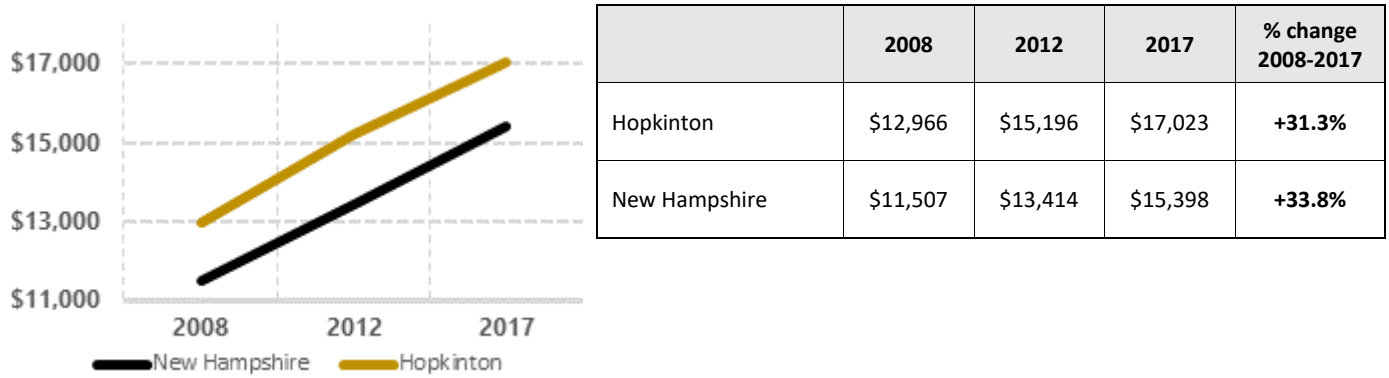 $17,000
$15,000
$13,000
$11,000
2008 2012 2017
New Hampshire Hopkinton
2008 2012 2017 % change
2008-2017
Hopkinton $12,966 $15,196 $17,023 +31.3%
New Hampshire $11,507 $13,414 $15,398 +33.8%